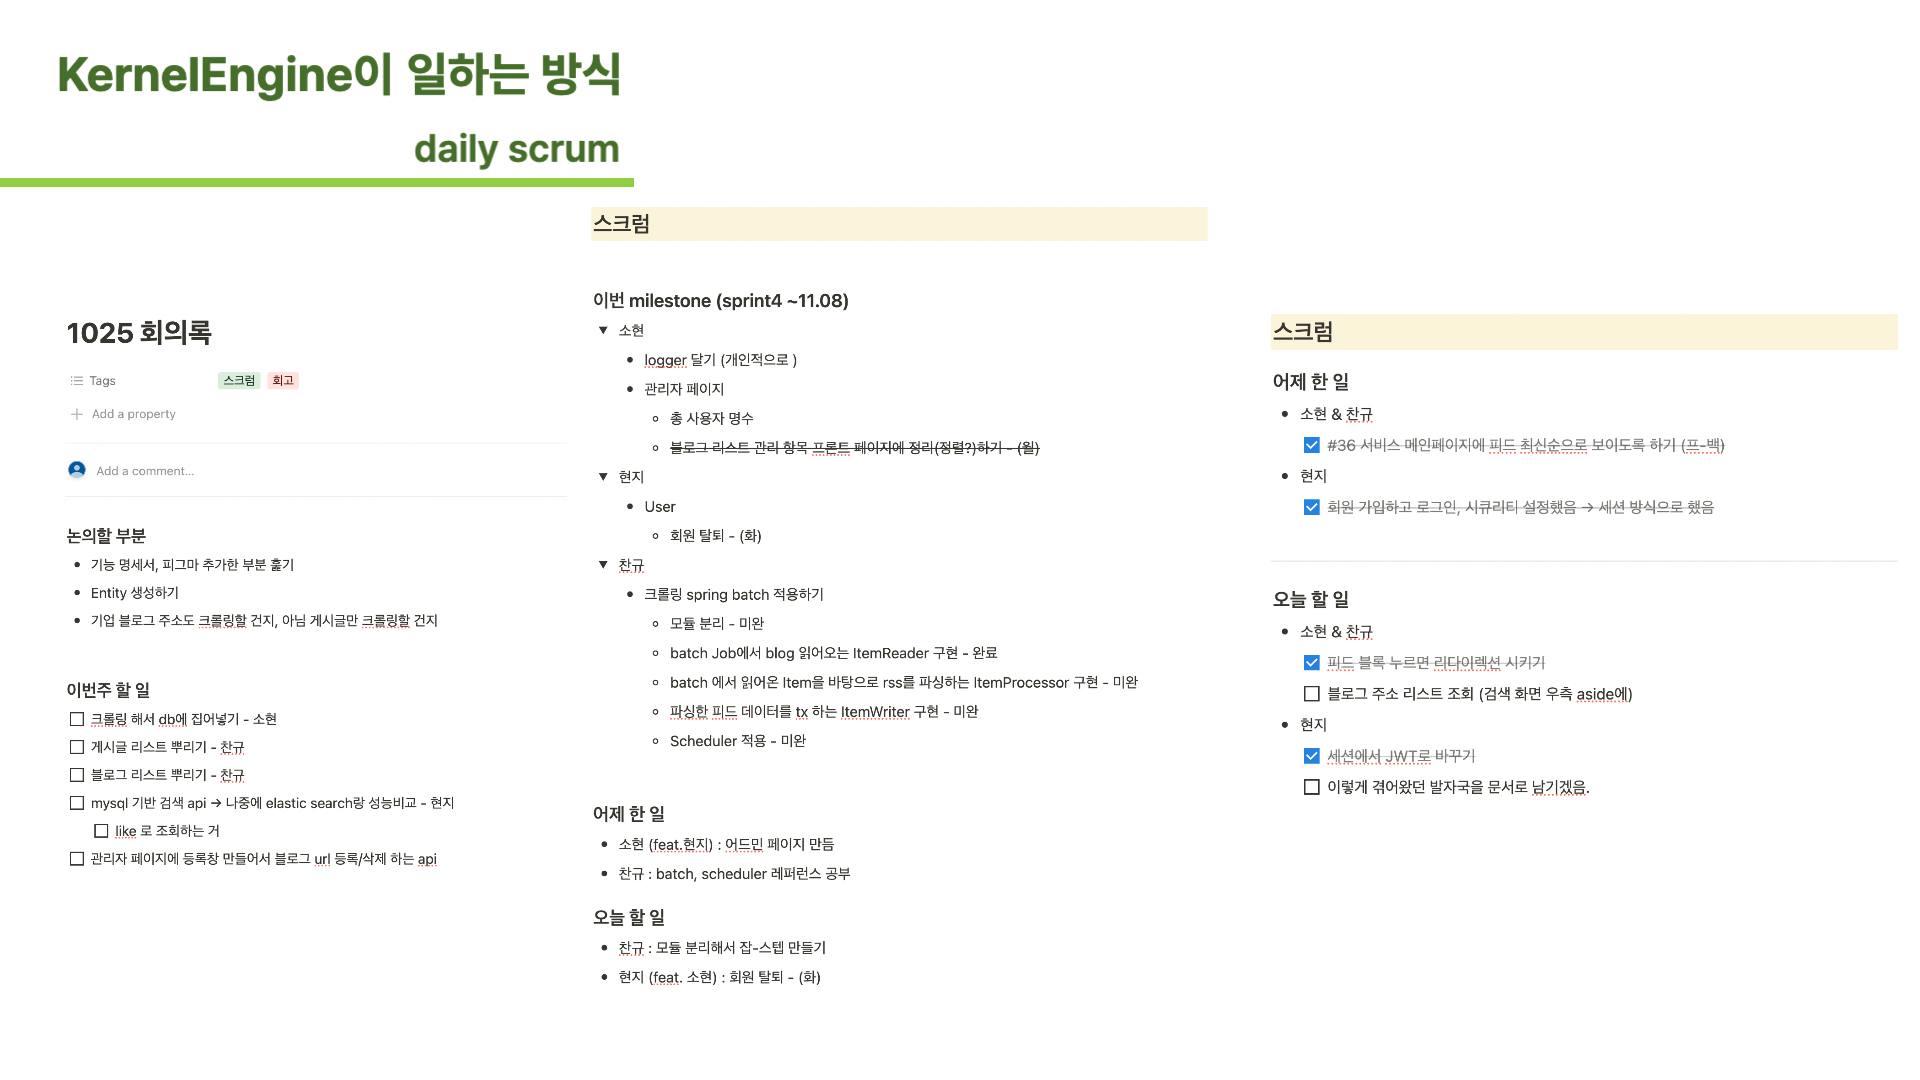 KernelEngine이 일하는 방식
daily scrum
1025 회의록
Tags 스크럼 회고
Add a property
Add a comment...
논의할 부분
기능 명세서, 피그마 추가한 부분 훑기
Entity 생성하기
기업 블로그 주소도 크롤링할 건지, 아님 게시글만 크롤링할 건지
이번주 할 일
크롤링 해서 db에 집어넣기 - 소현
게시글 리스트 뿌리기 - 찬규
블로그 리스트 뿌리기 - 찬규
mysql 기반 검색 api → 나중에 elastic search랑 성능비교 - 현지
like 로 조회하는 거
관리자 페이지에 등록창 만들어서 블로그 url 등록/삭제 하는 api
스크럼
이번 milestone (sprint4 ~11.08)
소현
logger 달기 (개인적으로 )
관리자 페이지
총 사용자 명수
블로그 리스트 관리 항목 프론트 페이지에 정리(정렬?)하기 - (월)
현지
User
회원 탈퇴 - (화)
찬규
크롤링 spring batch 적용하기
모듈 분리 - 미완
batch Job에서 blog 읽어오는 ItemReader 구현 - 완료
batch 에서 읽어온 Item을 바탕으로 rss를 파싱하는 ItemProcessor 구현 - 미완
파싱한 피드 데이터를 tx 하는 ItemWriter 구현 - 미완
Scheduler 적용 - 미완
어제 한 일
소현 (feat.현지) : 어드민 페이지 만듬
찬규 : batch, scheduler 레퍼런스 공부
오늘 할 일
찬규 : 모듈 분리해서 잡-스텝 만들기
현지 (feat. 소현) : 회원 탈퇴 - (화)
스크럼
어제 한 일
소현 & 찬규
#36 서비스 메인페이지에 피드 최신순으로 보이도록 하기 (프-백)
현지
회원 가입하고 로그인, 시큐리티 설정했음 → 세션 방식으로 했음
오늘 할 일
소현 & 찬규
피드 블록 누르면 리다이렉션 시키기
블로그 주소 리스트 조회 (검색 화면 우측 aside에)
현지
세션에서 JWT로 바꾸기
이렇게 겪어왔던 발자국을 문서로 남기겠음.